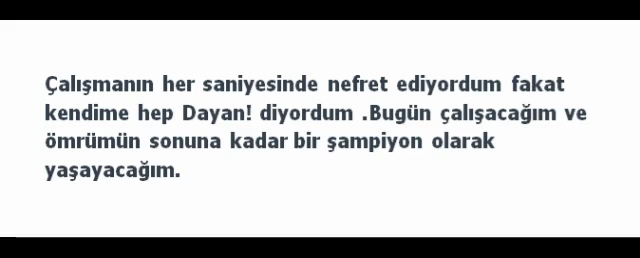 Çalışmanın her saniyesinde nefret ediyordum fakat
kendime hep Dayan! diyordum .Bugün çalışacağım ve
ömrümün sonuna kadar bir şampiyon olarak
yaşayacağım.